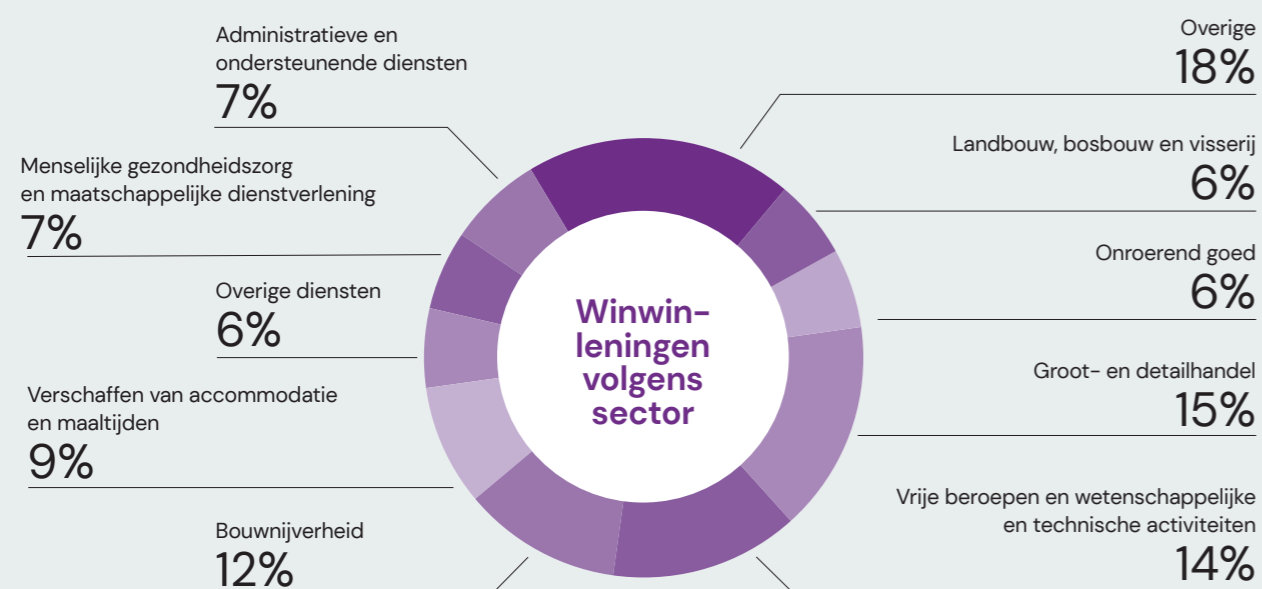 Administratieve en
ondersteunende diensten
7%
Menselijke gezondheidszorg
en maatschappelijke dienstverlening
7%
Overige diensten
6%
Verschaffen van accommodatie
en maaltijden
9%
Bouwnijverheid
12%
Winwin-
leningen
volgens
sector
Overige
18%
Landbouw, bosbouw en visserij
6%
Onroerend goed
6%
Groot- en detailhandel
15%
Vrije beroepen en wetenschappelijke
en technische activiteiten
14%